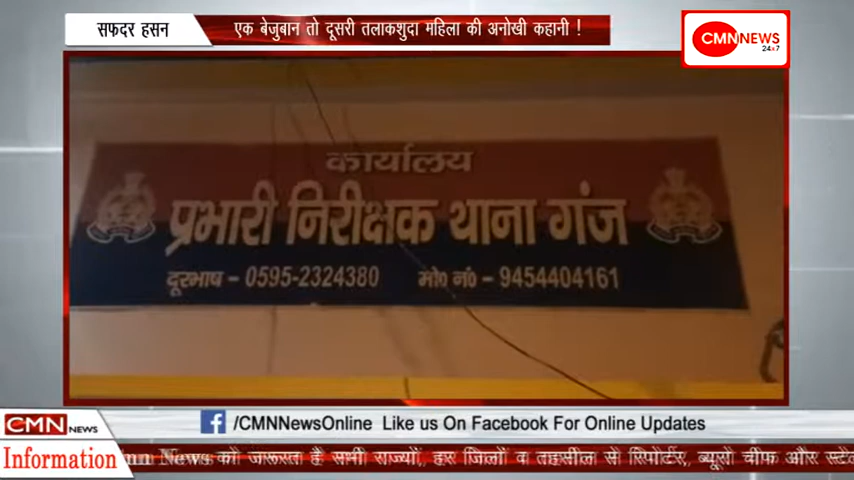 सफदर हसन
एक बेजुबान तो दूसरी तलाकशुदा महिला की अनोखी कहानी !
CMN NEWS
24x7
कार्यालय
प्रभारी निरीक्षक थाना गंज
दूरभाष – 0595-2324380 मो० नं० – 9454404161
CMN NEWS
/CMNNewsOnline Like us On Facebook For Online Updates
Information
News को जरूरत है सभी राज्यों, हर जिलों व तहसील से रिपोर्टर, ब्यूरो चीफ और